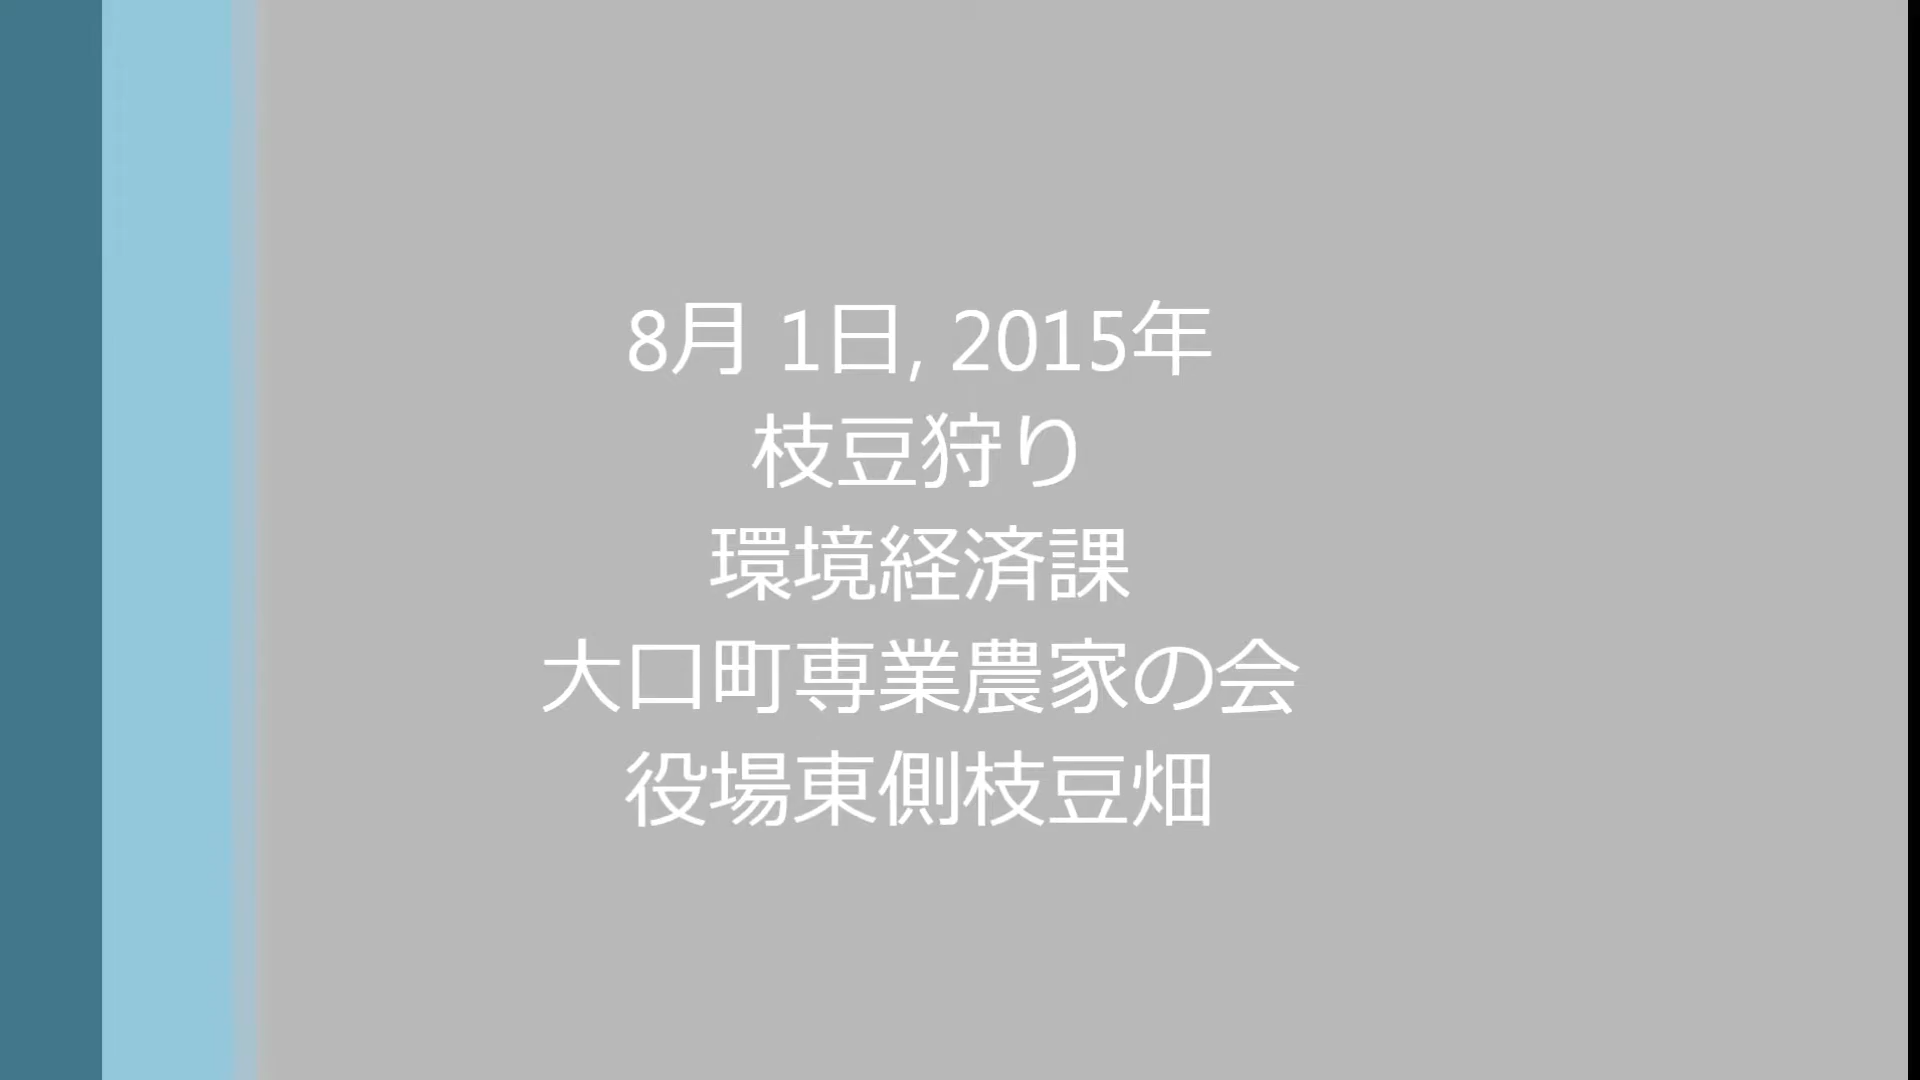 8月 1日, 2015年
枝豆狩り
環境経済課
大口町専業農家の会
役場東側枝豆畑